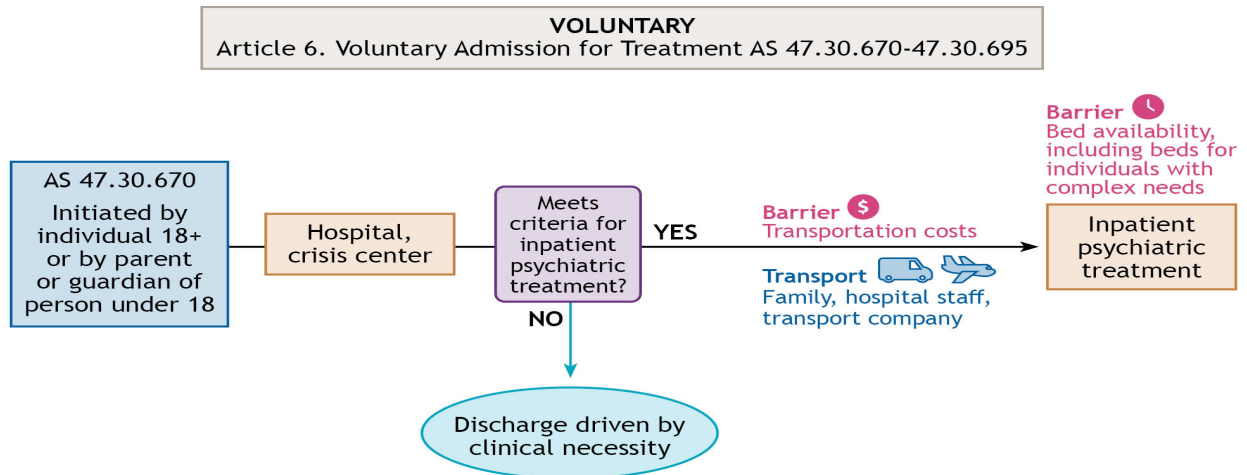 VOLUNTARY
Article 6. Voluntary Admission for Treatment AS 47.30.670-47.30.695
AS 47.30.670
Initiated by
individual 18+
or by parent
or guardian of
person under 18
Hospital,
crisis center
Meets
criteria for
inpatient
psychiatric
treatment?
YES
NO
Discharge driven by
clinical necessity
Barrier $
Transportation costs
Transport
Family, hospital staff,
transport company
Barrier
Bed availability,
including beds for
individuals with
complex needs
Inpatient
psychiatric
treatment